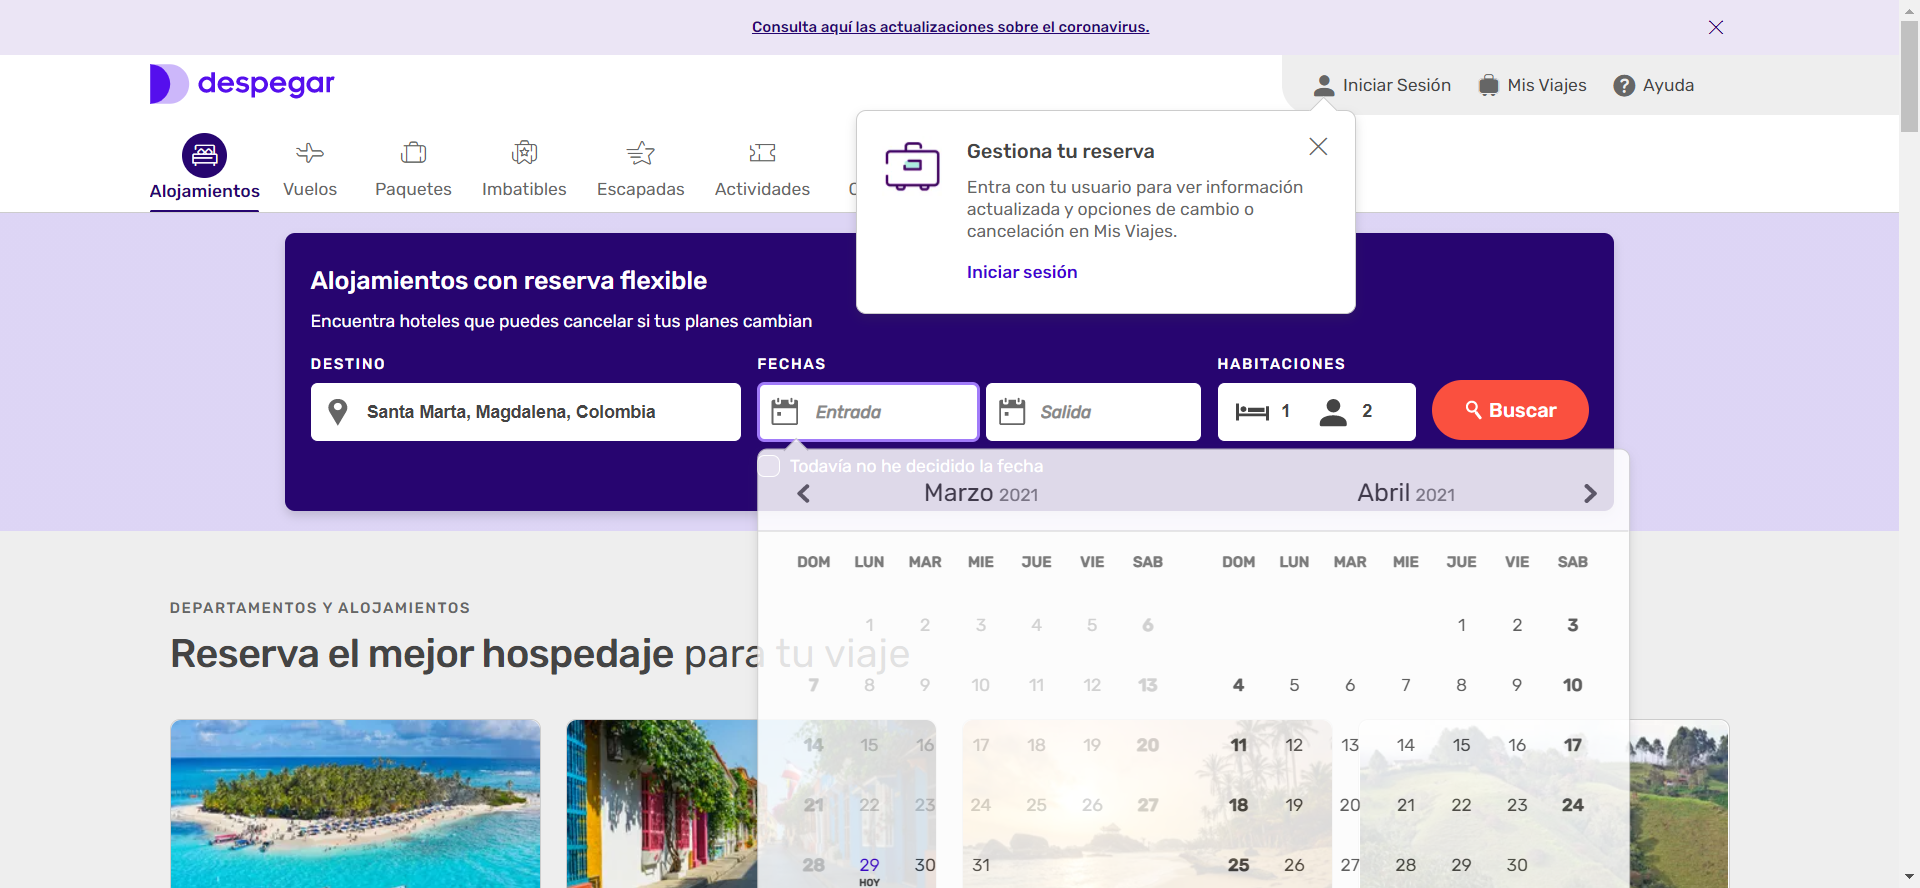 Consulta aquí las actualizaciones sobre el coronavirus.
despegar
Iniciar Sesión
Mis Viajes
? Ayuda
Alojamientos
Vuelos
Paquetes
Imbatibles
Escapadas
Actividades
Gestiona tu reserva
Entra con tu usuario para ver información
actualizada y opciones de cambio o
cancelación en Mis Viajes.
Iniciar sesión
Alojamientos con reserva flexible
Encuentra hoteles que puedes cancelar si tus planes cambian
DESTINO
FECHAS
HABITACIONES
Santa Marta, Magdalena, Colombia
Entrada
Salida
1
2
Buscar
Todavía no he decidido la fecha
Marzo 2021
Abril 2021
DOM LUN MAR MIE JUE VIE SAB
1 2 3 4 5 6
7 8 9 10 11 12 13
14 15 16 17 18 19 20
21 22 23 24 25 26 27
28 29 30 31
HOY
DOM LUN MAR MIE JUE VIE SAB
1 2 3
4 5 6 7 8 9 10
11 12 13 14 15 16 17
18 19 20 21 22 23 24
25 26 27 28 29 30
DEPARTAMENTOS Y ALOJAMIENTOS
Reserva el mejor hospedaje para tu viaje